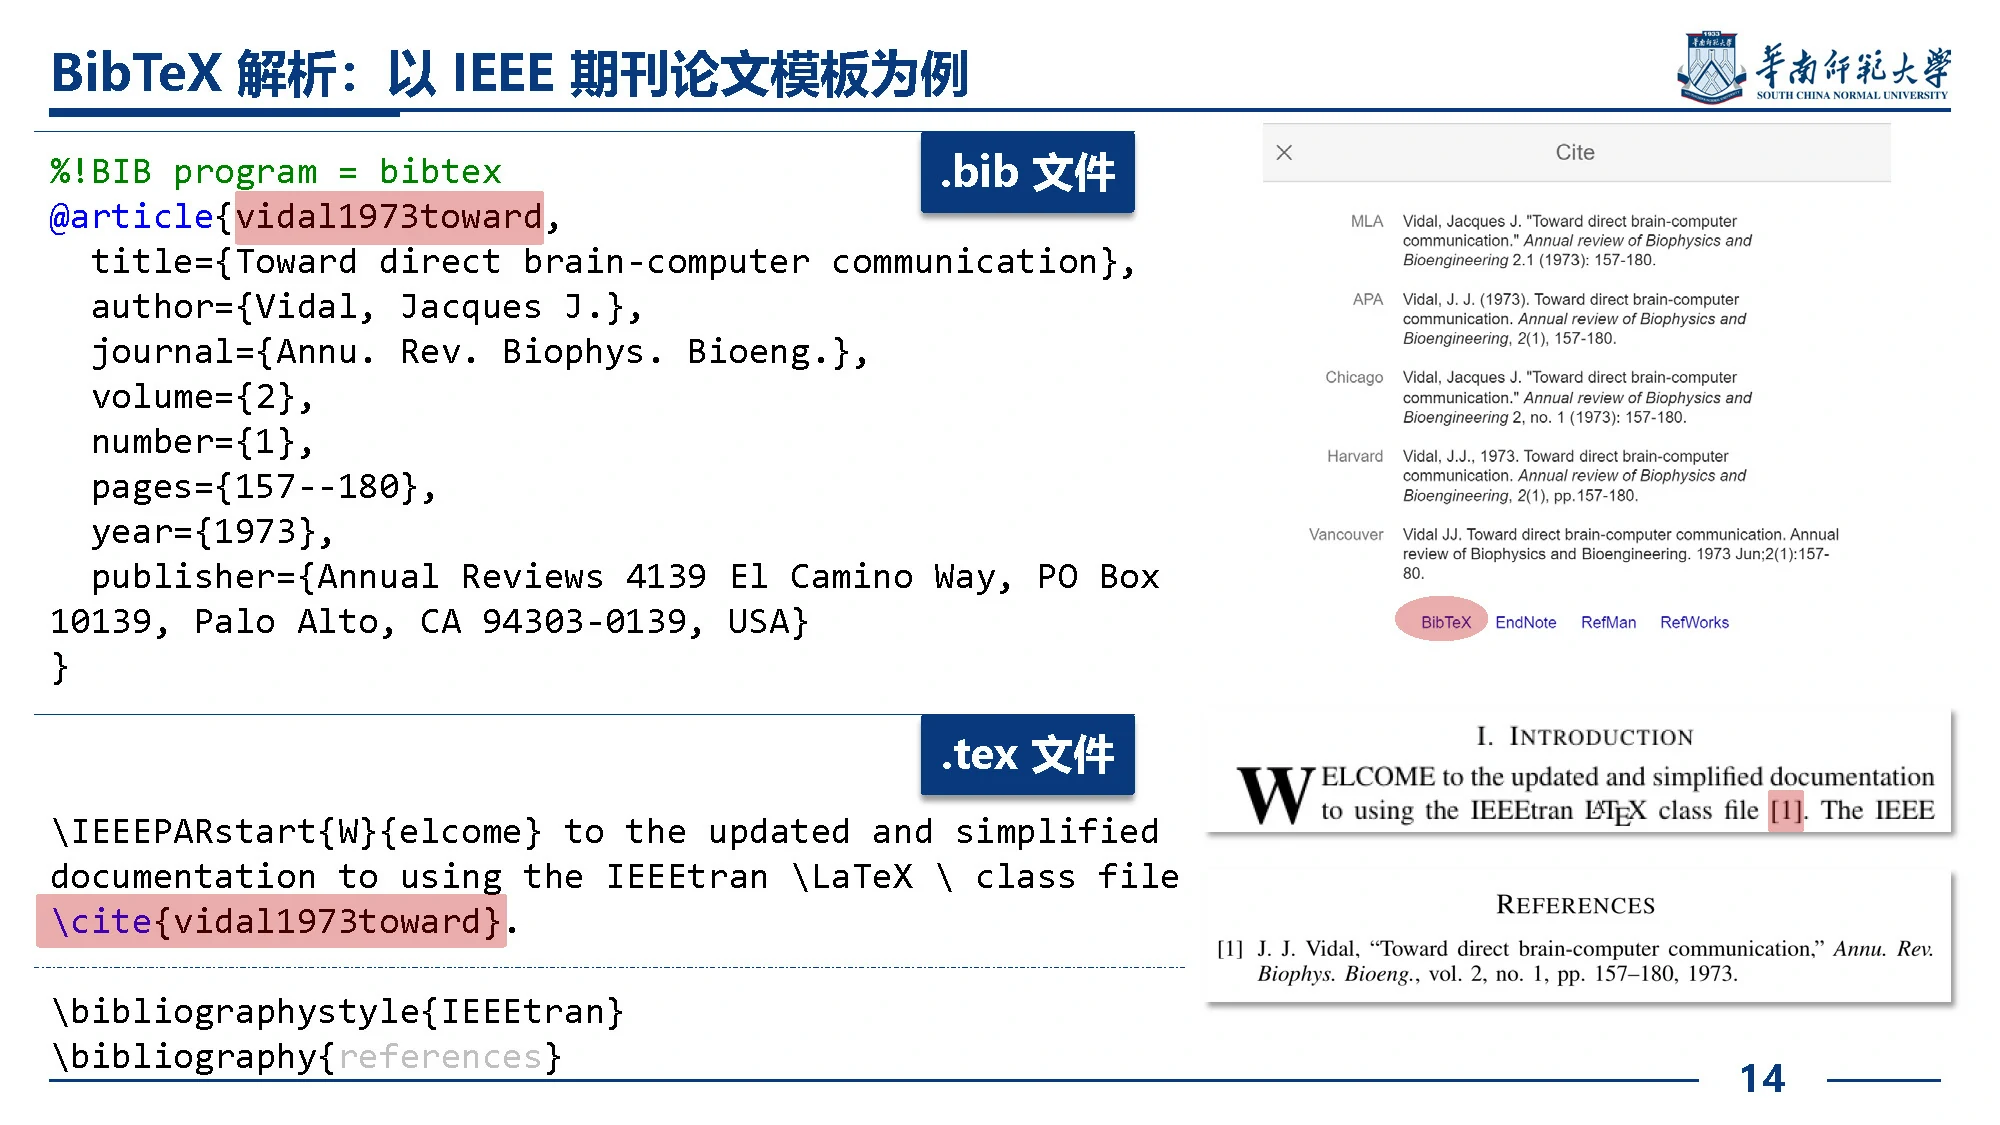 BibTeX 解析：以 IEEE 期刊论文模板为例
1933
华南师范大学
华南师范大学
SOUTH CHINA NORMAL UNIVERSITY
.bib 文件
%!BIB program = bibtex
@article{vidal1973toward,
title={Toward direct brain-computer communication},
author={Vidal, Jacques J.},
journal={Annu. Rev. Biophys. Bioeng.},
volume={2},
number={1},
pages={157--180},
year={1973},
publisher={Annual Reviews 4139 El Camino Way, PO Box
10139, Palo Alto, CA 94303-0139, USA}
}
.tex 文件
\IEEEPARstart{W}{elcome} to the updated and simplified
documentation to using the IEEEtran \LaTeX \ class file
\cite{vidal1973toward}.
\bibliographystyle{IEEEtran}
\bibliography{references}
× Cite
MLA Vidal, Jacques J. "Toward direct brain-computer
communication." Annual review of Biophysics and
Bioengineering 2.1 (1973): 157-180.
APA Vidal, J. J. (1973). Toward direct brain-computer
communication. Annual review of Biophysics and
Bioengineering, 2(1), 157-180.
Chicago Vidal, Jacques J. "Toward direct brain-computer
communication." Annual review of Biophysics and
Bioengineering 2, no. 1 (1973): 157-180.
Harvard Vidal, J.J., 1973. Toward direct brain-computer
communication. Annual review of Biophysics and
Bioengineering, 2(1), pp.157-180.
Vancouver Vidal JJ. Toward direct brain-computer communication. Annual
review of Biophysics and Bioengineering. 1973 Jun;2(1):157-
80.
BibTeX EndNote RefMan RefWorks
I. INTRODUCTION
WELCOME to the updated and simplified documentation
to using the IEEEtran LATEX class file [1]. The IEEE
REFERENCES
[1] J. J. Vidal, “Toward direct brain-computer communication,” Annu. Rev.
Biophys. Bioeng., vol. 2, no. 1, pp. 157–180, 1973.
14